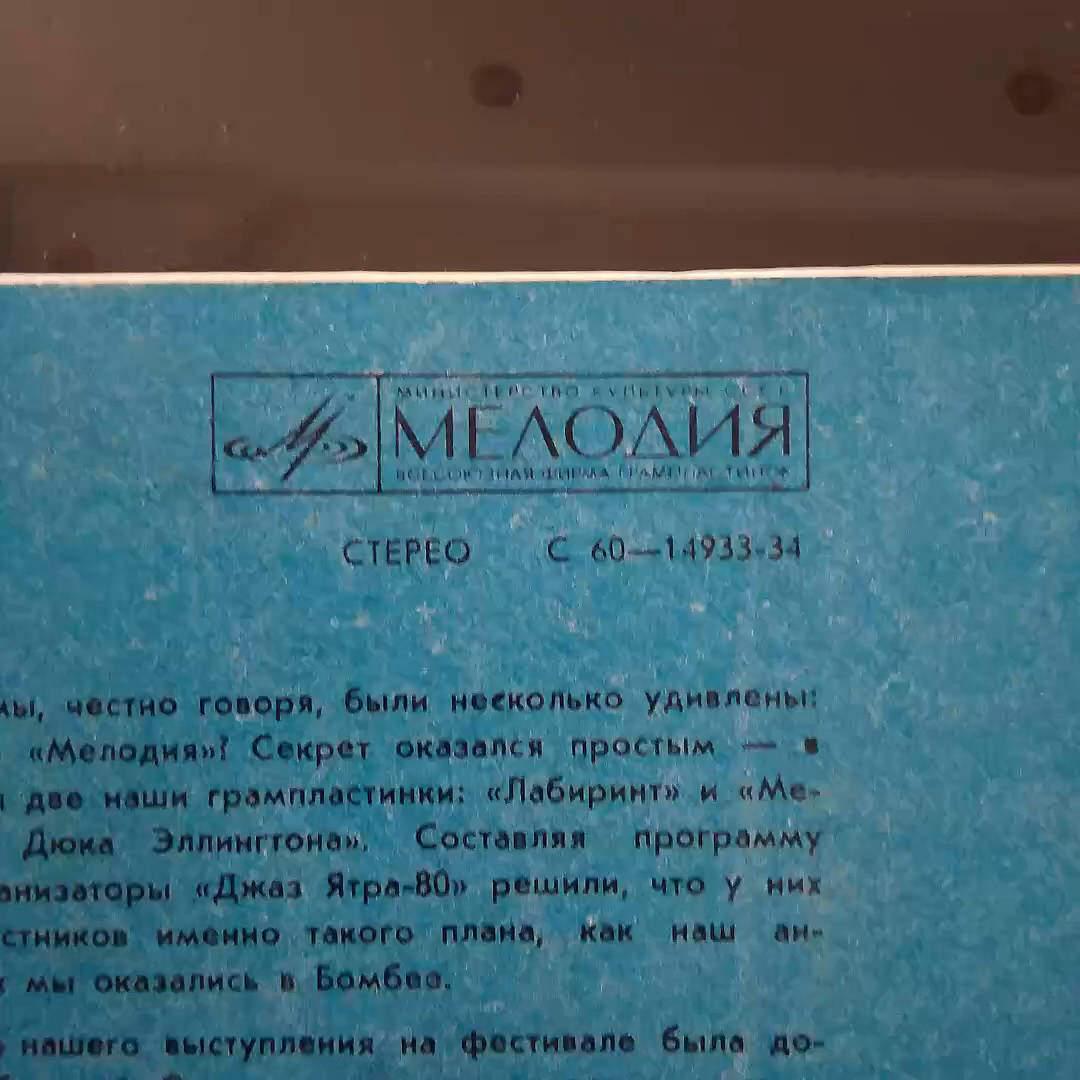 МИНИСТЕРСТВО КУЛЬТУРЫ СССР
МЕЛОДИЯ
ВСЕСОЮЗНАЯ ФИРМА ГРАМПЛАСТИНОК
СТЕРЕО С 60—14933-34
мы, честно говоря, были несколько удивлены:
«Мелодия»? Секрет оказался простым — в
две наши грампластинки: «Лабиринт» и «Ме-
Дюка Эллингтона». Составляя программу
анизаторы «Джаз Ятра-80» решили, что у них
стников именно такого плана, как наш ан-
мы оказались в Бомбее.
нашего выступления на фестивале была до-